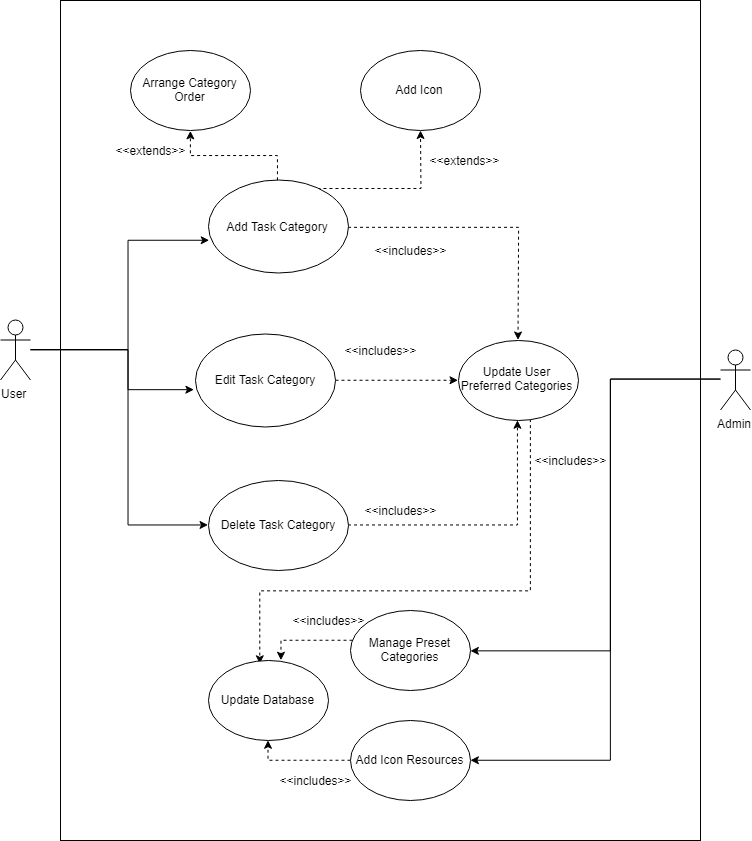 Arrange Category
Order
Add Icon
<<extends>>
<<extends>>
Add Task Category
<<includes>>
<<includes>>
Edit Task Category
Update User
Preferred Categories
User
Admin
<<includes>>
<<includes>>
Delete Task Category
<<includes>>
Manage Preset
Categories
Update Database
Add Icon Resources
<<includes>>